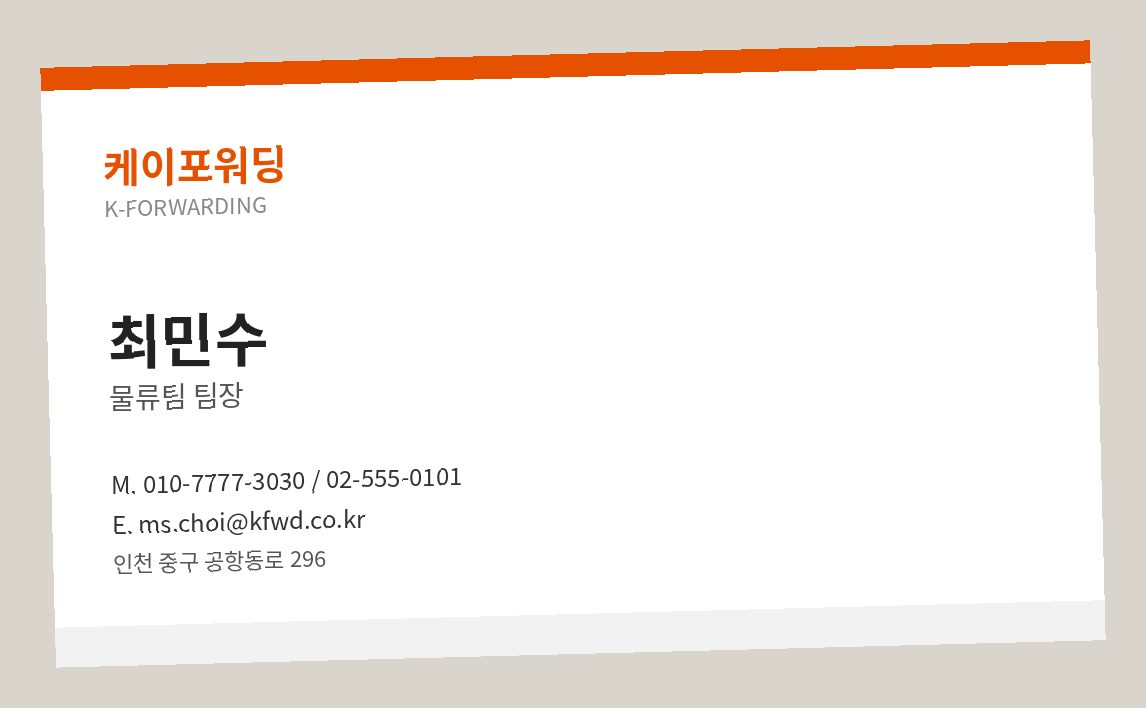 케이포워딩
K-FORWARDING
최민수
물류팀 팀장
M. 010-7777-3030 / 02-555-0101
E. ms.choi@kfwd.co.kr
인천 중구 공항동로 296